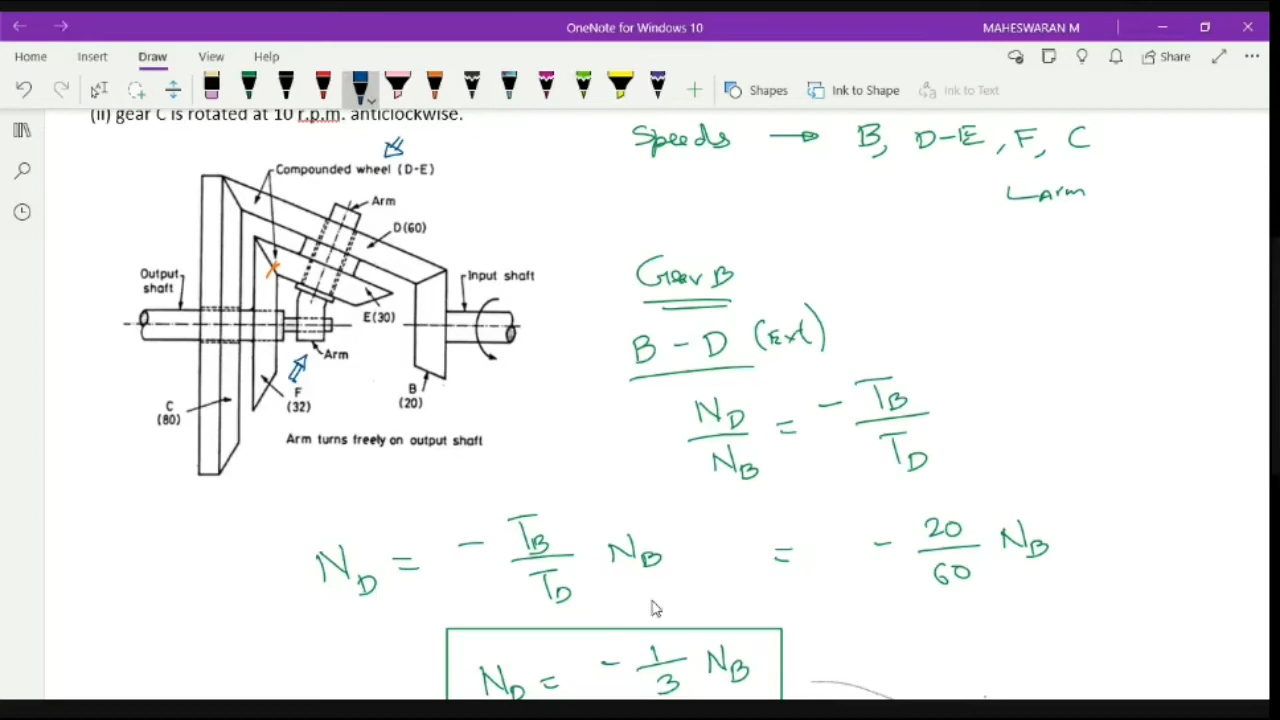 OneNote for Windows 10
MAHESWARAN M
Home Insert Draw View Help
Share
Shapes Ink to Shape Ink to Text
(ii) gear C is rotated at 10 r.p.m. anticlockwise.
Speeds → B, D-E, F, C
Arm
Compounded wheel (D-E)
Arm
D(60)
Output shaft
Input shaft
E(30)
Arm
F (32)
B (20)
C (80)
Arm turns freely on output shaft
Gear B
B - D (Ext)
N_D / N_B = - T_B / T_D
N_D = - T_B / T_D N_B = - 20 / 60 N_B
N_D = - 1 / 3 N_B